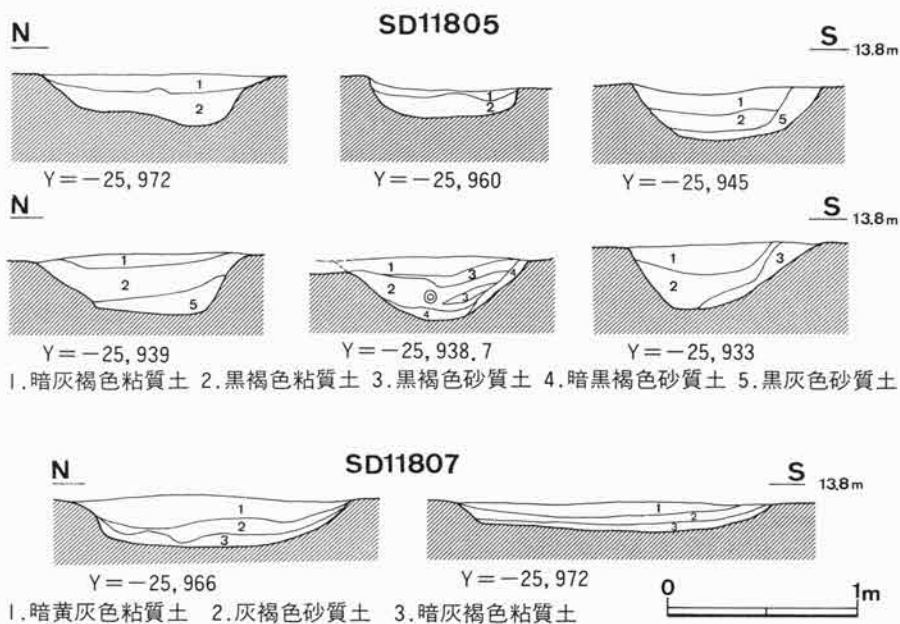 SD11805
N S 13.8m
1 1 1
2 2 2 5
Y=-25,972 Y=-25,960 Y=-25,945
N S 13.8m
1 1 3 4 1 3
2 2 3 2
5 4
Y=-25,939 Y=-25,938.7 Y=-25,933
1.暗灰褐色粘質土 2.黒褐色粘質土 3.黒褐色砂質土 4.暗黒褐色砂質土 5.黒灰色砂質土
SD11807
N S 13.8m
1 1
2 2
3 3
Y=-25,966 Y=-25,972
0 1m
1.暗黄灰色粘質土 2.灰褐色砂質土 3.暗灰褐色粘質土